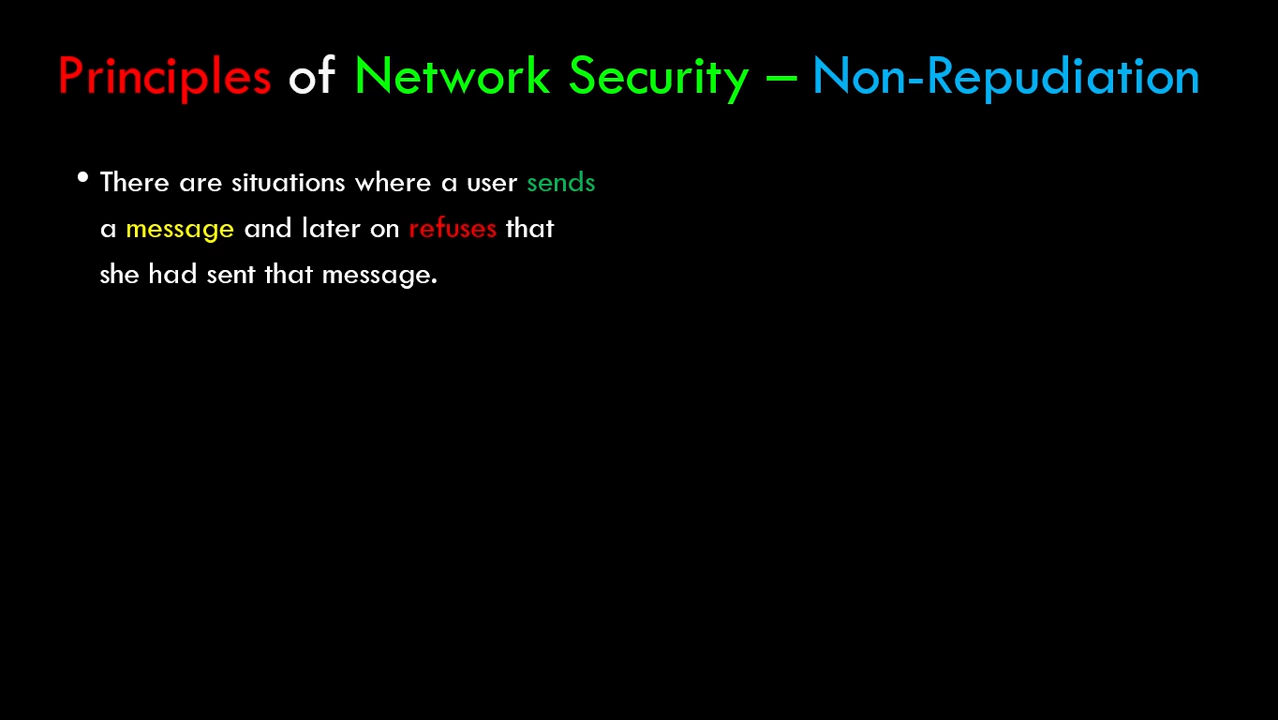 Principles of Network Security – Non-Repudiation
• There are situations where a user sends
a message and later on refuses that
she had sent that message.